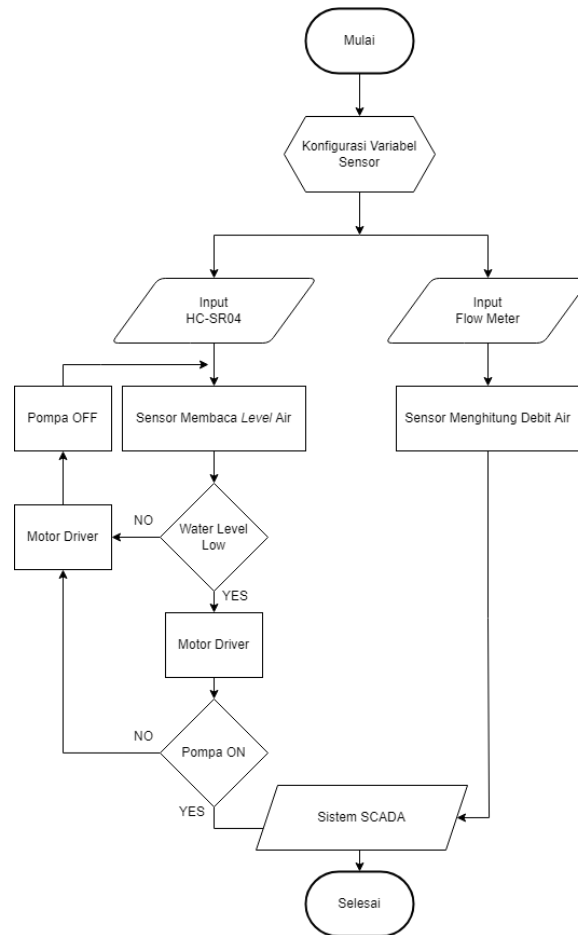 Mulai
Konfigurasi Variabel
Sensor
Input
HC-SR04
Input
Flow Meter
Pompa OFF
Sensor Membaca Level Air
Sensor Menghitung Debit Air
Motor Driver
NO
Water Level
Low
YES
Motor Driver
NO
Pompa ON
YES
Sistem SCADA
Selesai